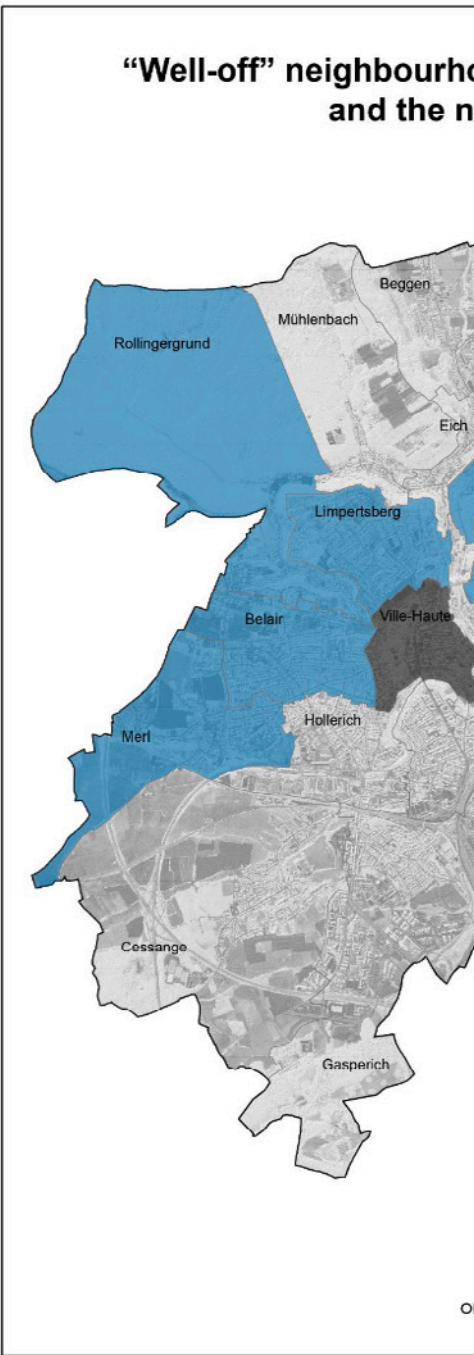 “Well-off” neighbourho
and the n
Beggen
Mühlenbach
Rollingergrund
Eich
Limpertsberg
Belair
Ville-Haute
Hollerich
Merl
Cessange
Gasperich